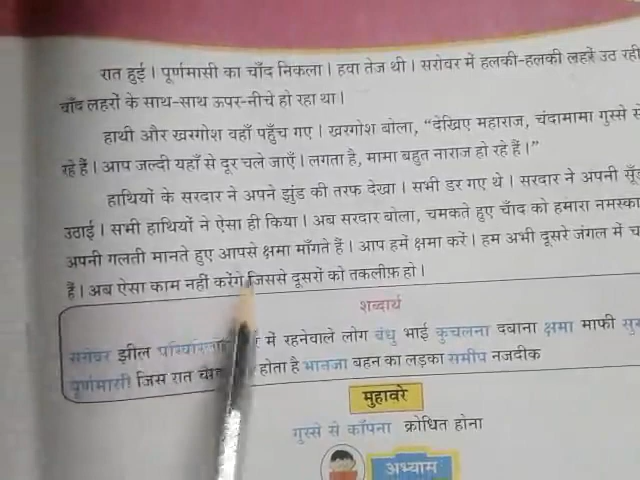 रात हुई। पूर्णमासी का चाँद निकला। हवा तेज थी। सरोवर में हलकी-हलकी लहरें उठ रही
चाँद लहरों के साथ-साथ ऊपर-नीचे हो रहा था।
हाथी और खरगोश वहाँ पहुँच गए। खरगोश बोला, “देखिए महाराज, चंदामामा गुस्से से
रहे हैं। आप जल्दी यहाँ से दूर चले जाएँ। लगता है, मामा बहुत नाराज हो रहे हैं।”
हाथियों के सरदार ने अपने झुंड की तरफ देखा। सभी डर गए थे। सरदार ने अपनी सूँड
उठाई। सभी हाथियों ने ऐसा ही किया। अब सरदार बोला, चमकते हुए चाँद को हमारा नमस्का
अपनी गलती मानते हुए आपसे क्षमा माँगते हैं। आप हमें क्षमा करें। हम अभी दूसरे जंगल में च
हैं। अब ऐसा काम नहीं करेंगे जिससे दूसरों को तकलीफ़ हो।
शब्दार्थ
सरोवर झील में रहनेवाले लोग बंधु भाई कुचलना दबाना क्षमा माफी
पूर्णमासी जिस रात होता है भानजा बहन का लड़का समीप नजदीक
मुहावरे
गुस्से से काँपना क्रोधित होना
अभ्यास